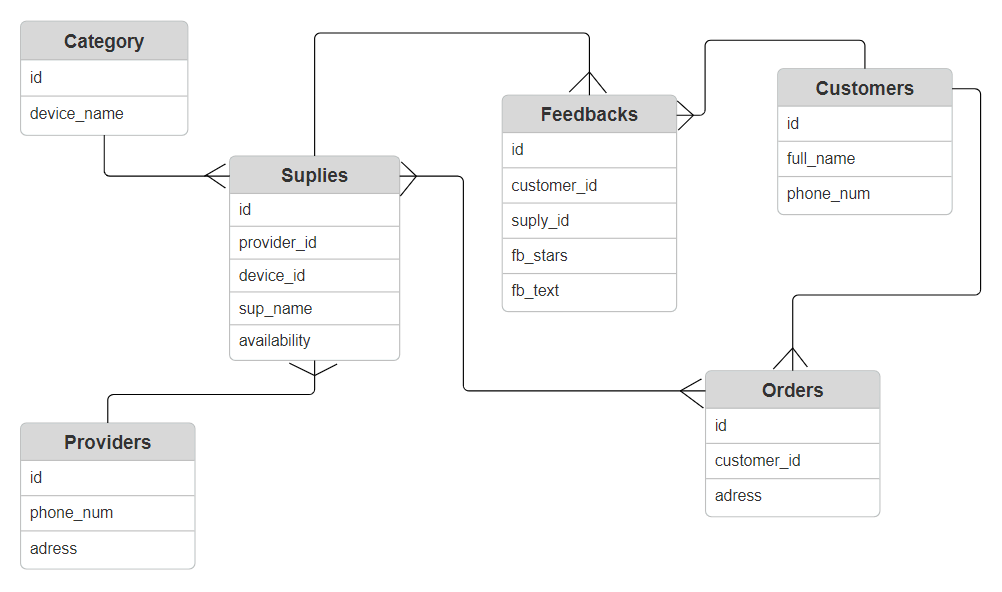 Category
id
device_name
Suplies
id
provider_id
device_id
sup_name
availability
Providers
id
phone_num
adress
Feedbacks
id
customer_id
suply_id
fb_stars
fb_text
Customers
id
full_name
phone_num
Orders
id
customer_id
adress